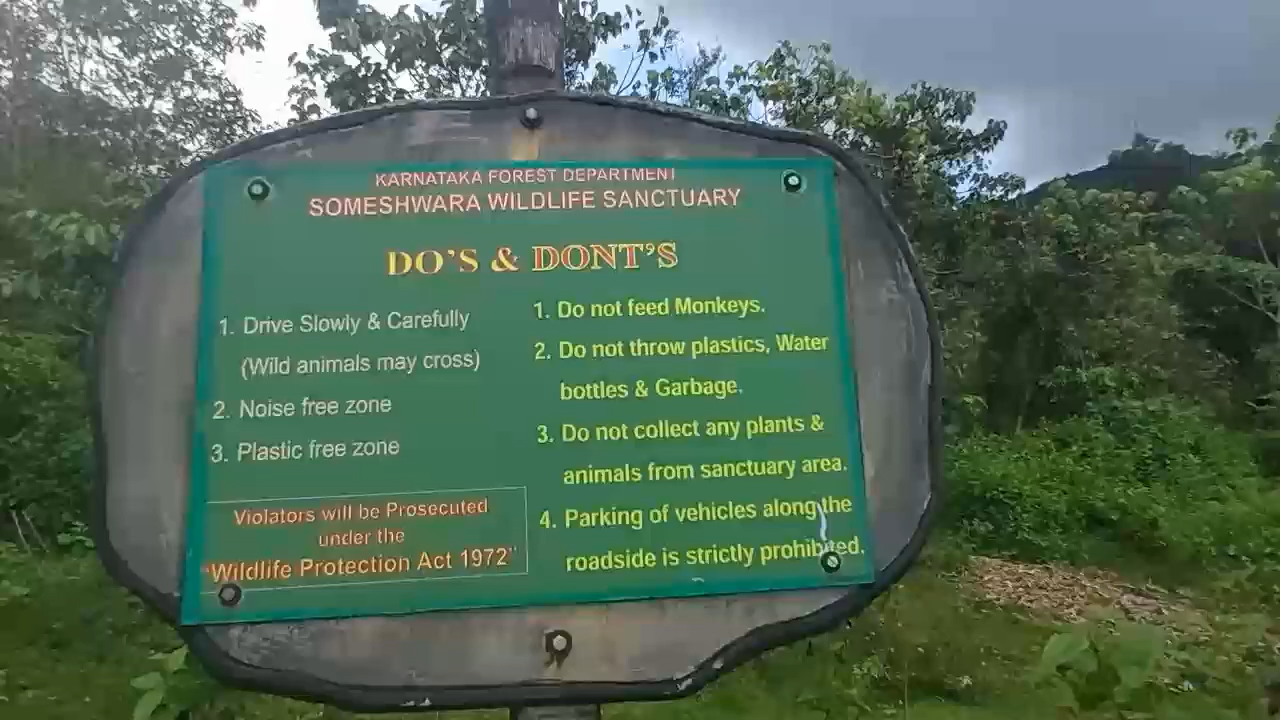 KARNATAKA FOREST DEPARTMENT
SOMESHWARA WILDLIFE SANCTUARY
DO'S & DONT'S
1. Drive Slowly & Carefully
(Wild animals may cross)
2. Noise free zone
3. Plastic free zone
Violators will be Prosecuted
under the
"Wildlife Protection Act 1972"
1. Do not feed Monkeys.
2. Do not throw plastics, Water
bottles & Garbage.
3. Do not collect any plants &
animals from sanctuary area.
4. Parking of vehicles along the
roadside is strictly prohibited.